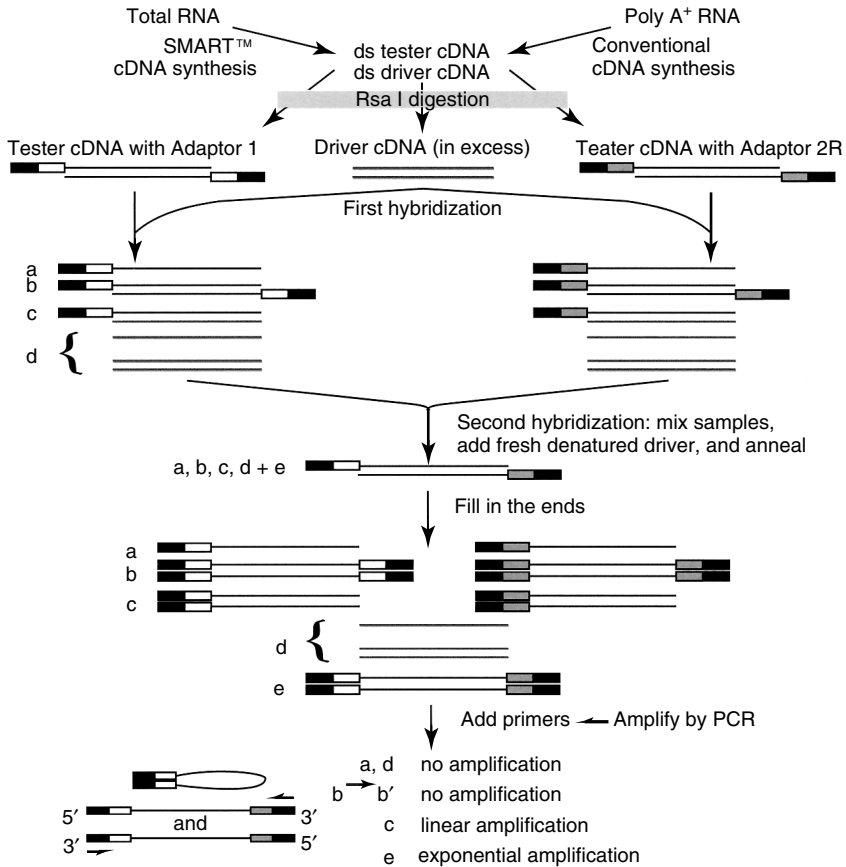 Total RNA
Poly A+ RNA
SMART™
cDNA synthesis
ds tester cDNA
ds driver cDNA
Conventional
cDNA synthesis
Rsa I digestion
Tester cDNA with Adaptor 1
Driver cDNA (in excess)
Teater cDNA with Adaptor 2R
First hybridization
a
b
c
d {
Second hybridization: mix samples,
add fresh denatured driver, and anneal
a, b, c, d + e
Fill in the ends
a
b
c
d {
e
Add primers
Amplify by PCR
a, d no amplification
b b′ no amplification
c linear amplification
e exponential amplification
5′ 3′
and
3′ 5′